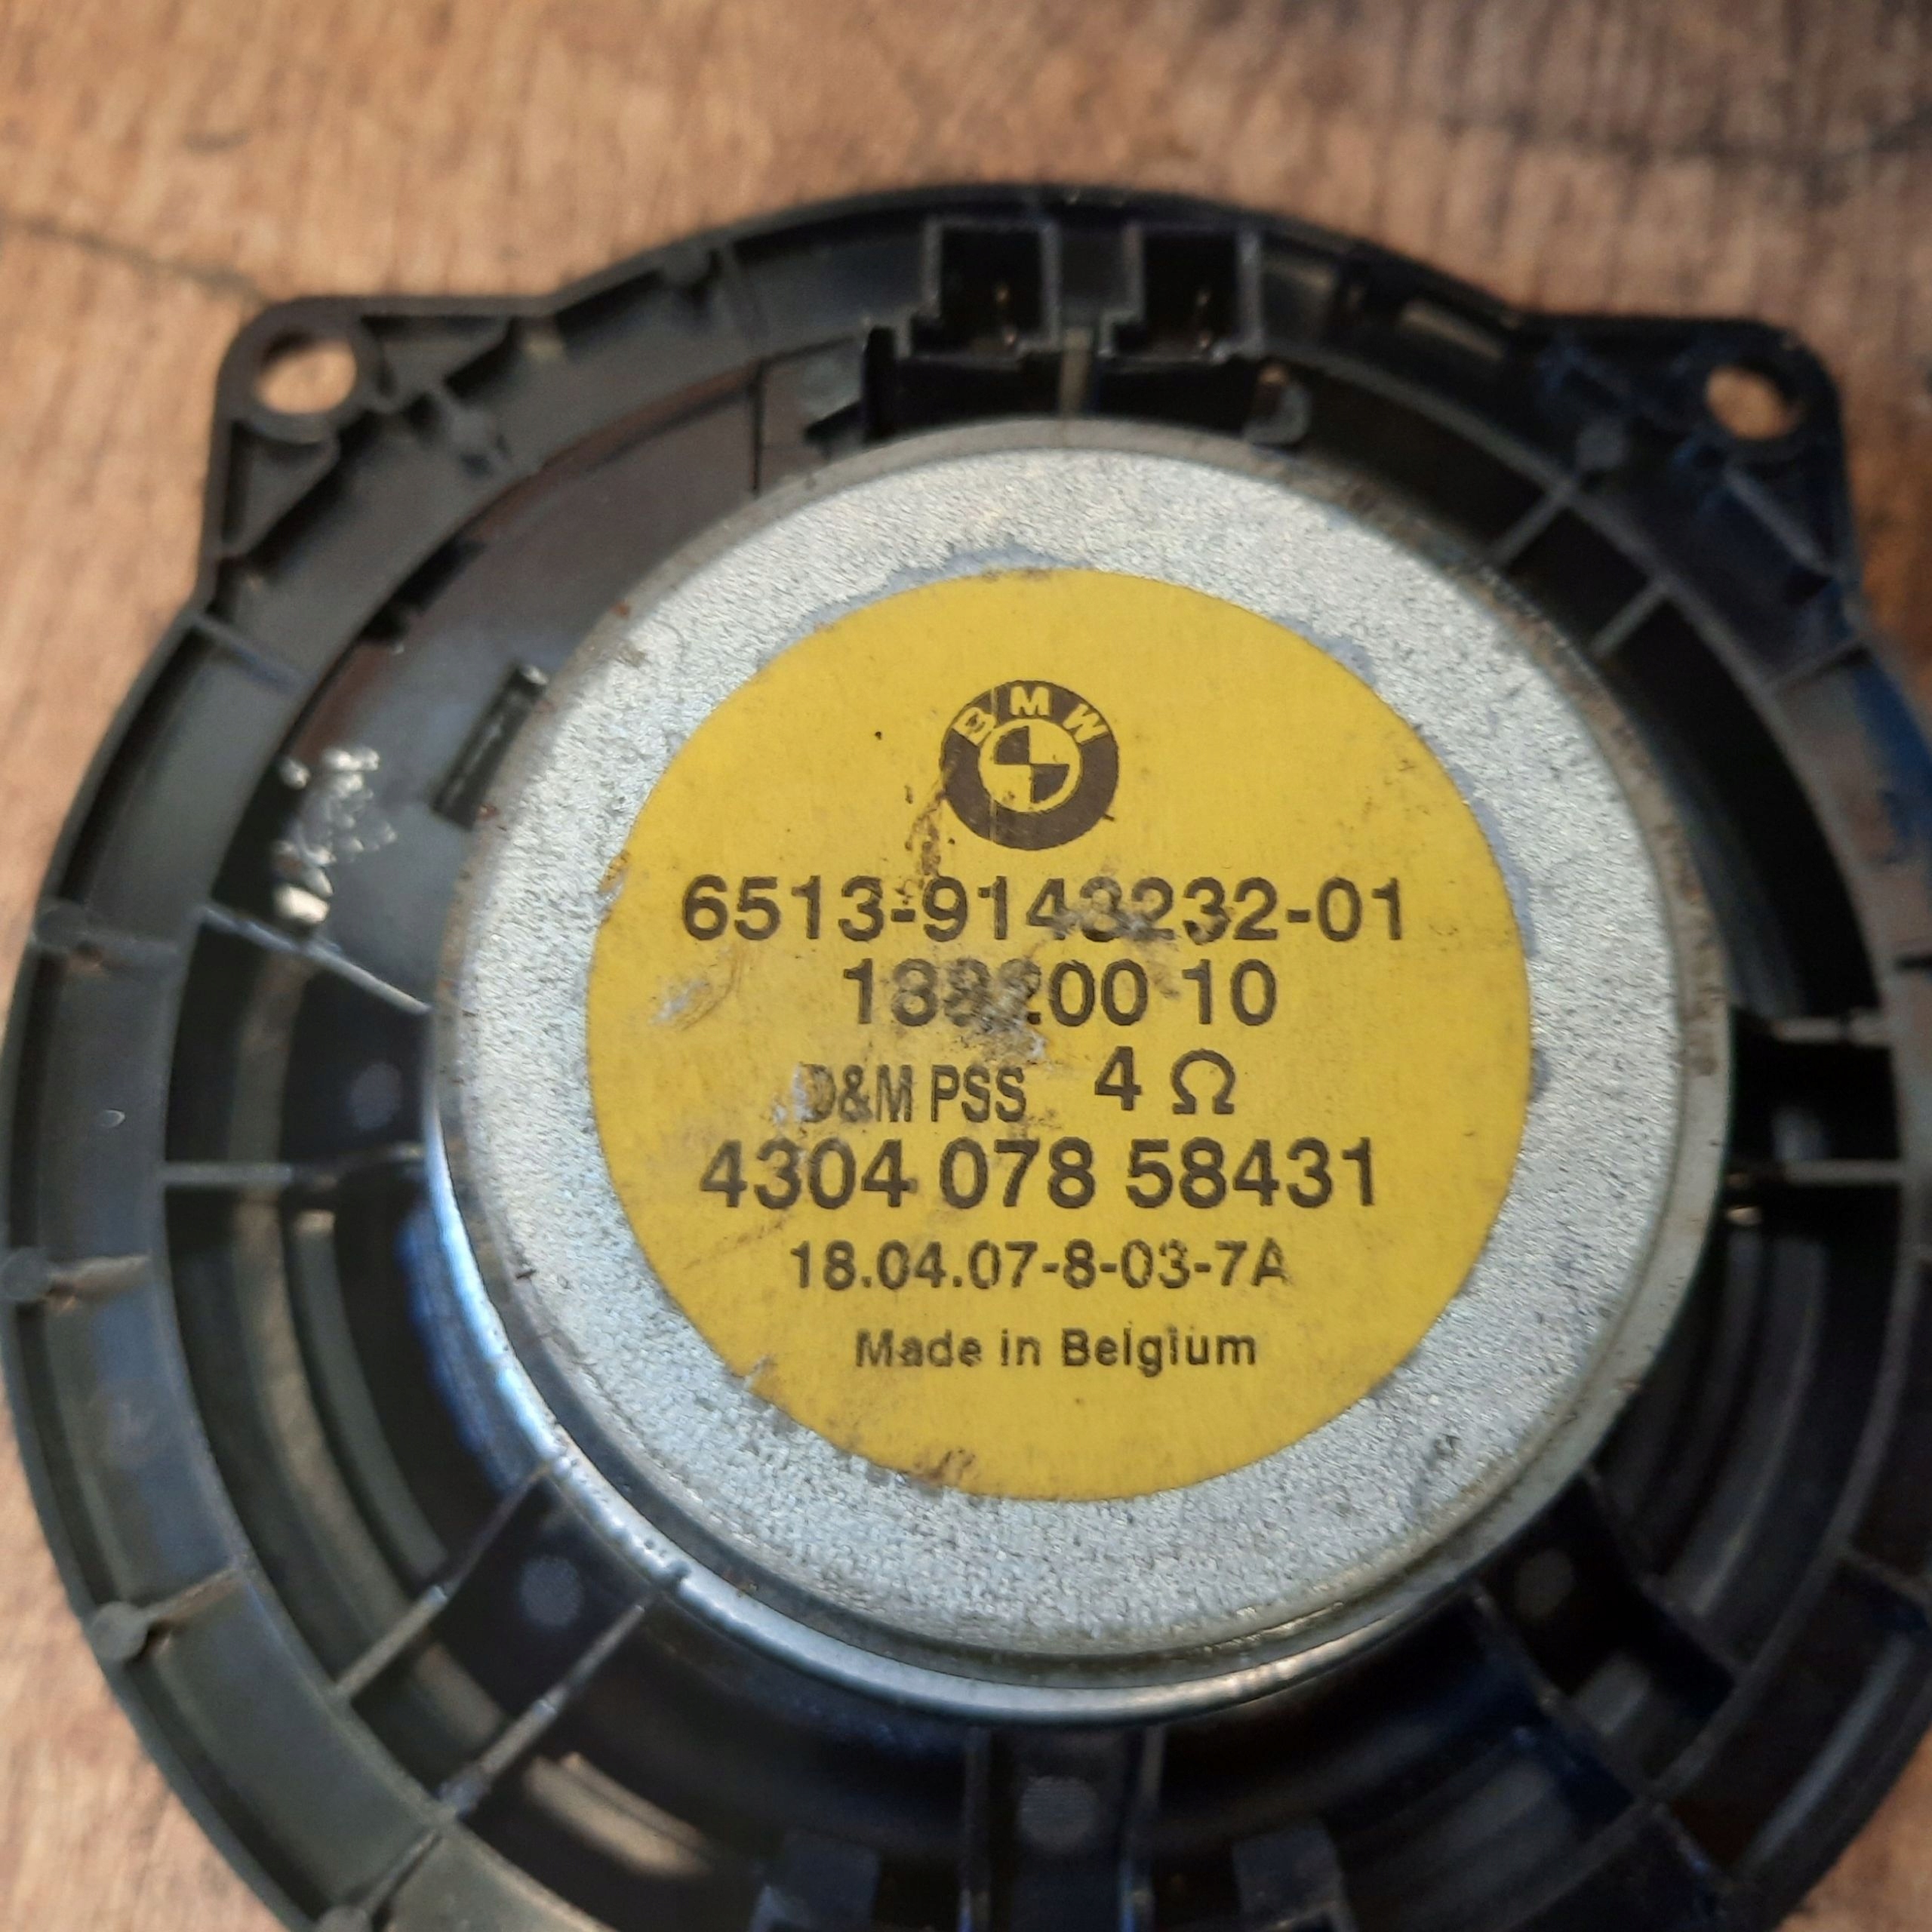 BMW
6513-9143232-01
188200 10
D&M PSS 4 Ω
4304 078 58431
18.04.07-8-03-7A
Made in Belgium